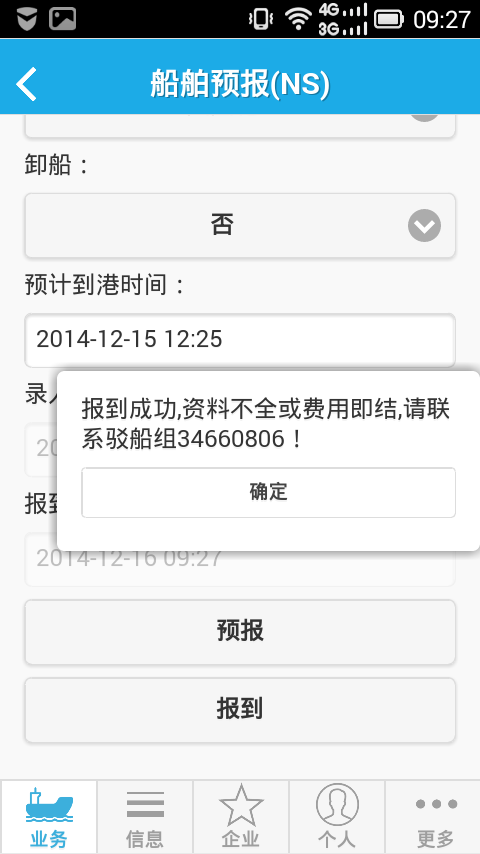 4G
3G
09:27
船舶预报(NS)
卸船：
否
预计到港时间：
2014-12-15 12:25
录
报到成功,资料不全或费用即结,请联
系驳船组34660806！
20
确定
报到
2014-12-16 09:27
预报
报到
业务
信息
企业
个人
更多